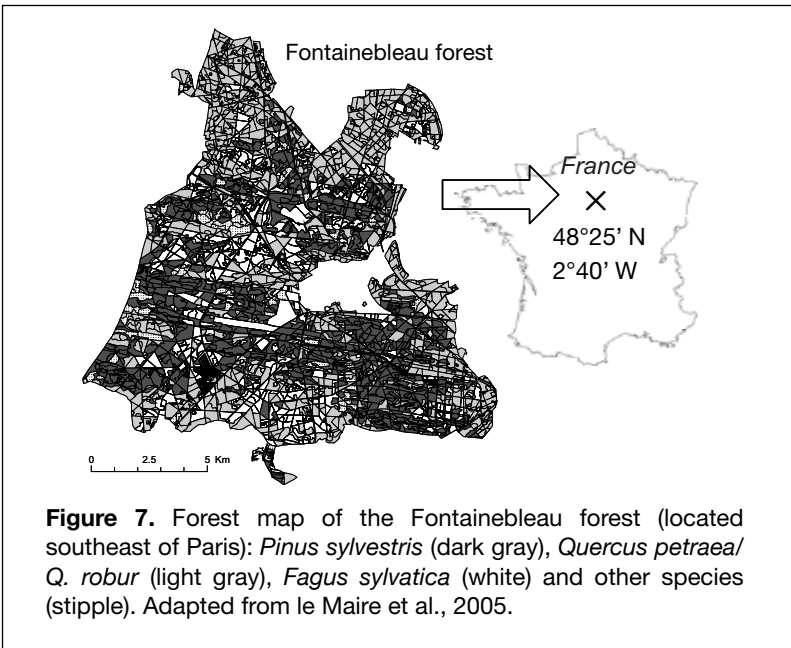 Fontainebleau forest
France
48°25’ N
2°40’ W
0 2.5 5 Km
Figure 7. Forest map of the Fontainebleau forest (located
southeast of Paris): Pinus sylvestris (dark gray), Quercus petraea/
Q. robur (light gray), Fagus sylvatica (white) and other species
(stipple). Adapted from le Maire et al., 2005.